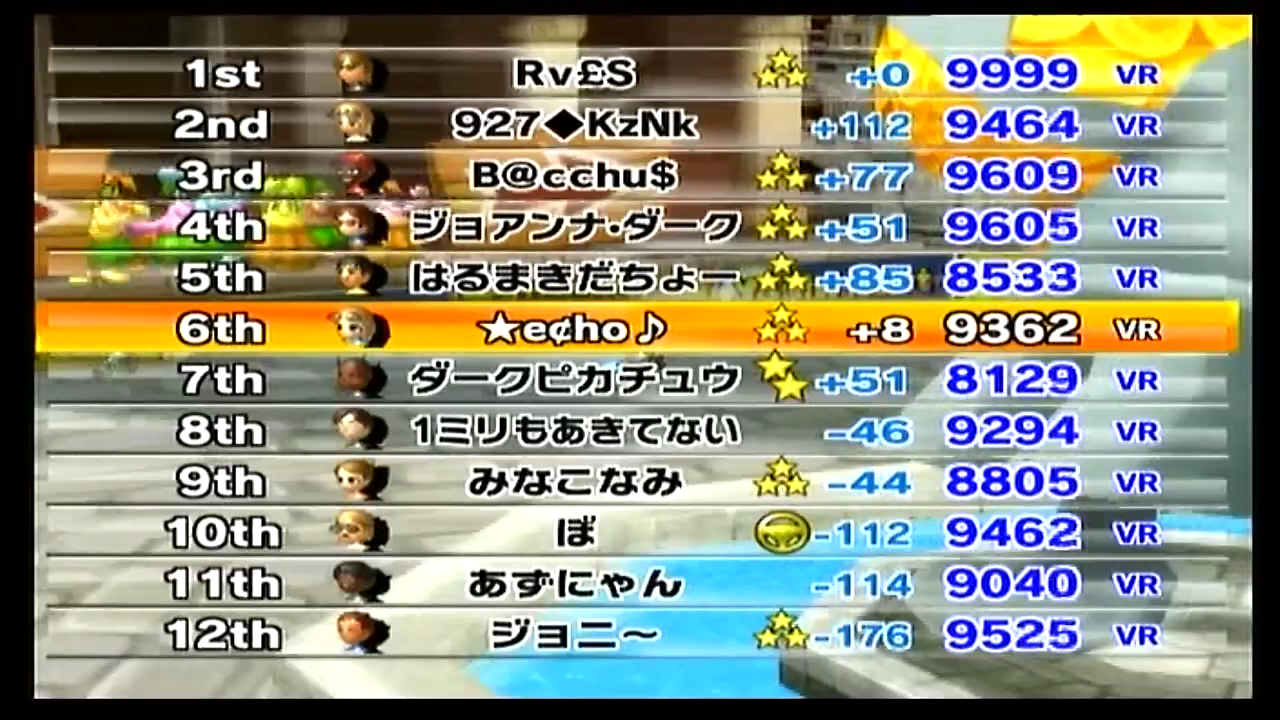 1st Rv£S +0 9999 VR
2nd 927◆KzNk +112 9464 VR
3rd B@cchu$ +77 9609 VR
4th ジョアンナ・ダーク +51 9605 VR
5th はるまきだちょー +85 8533 VR
6th ★e¢ho♪ +8 9362 VR
7th ダークピカチュウ +51 8129 VR
8th 1ミリもあきてない -46 9294 VR
9th みなこなみ -44 8805 VR
10th ぼ -112 9462 VR
11th あずにゃん -114 9040 VR
12th ジョニ～ -176 9525 VR